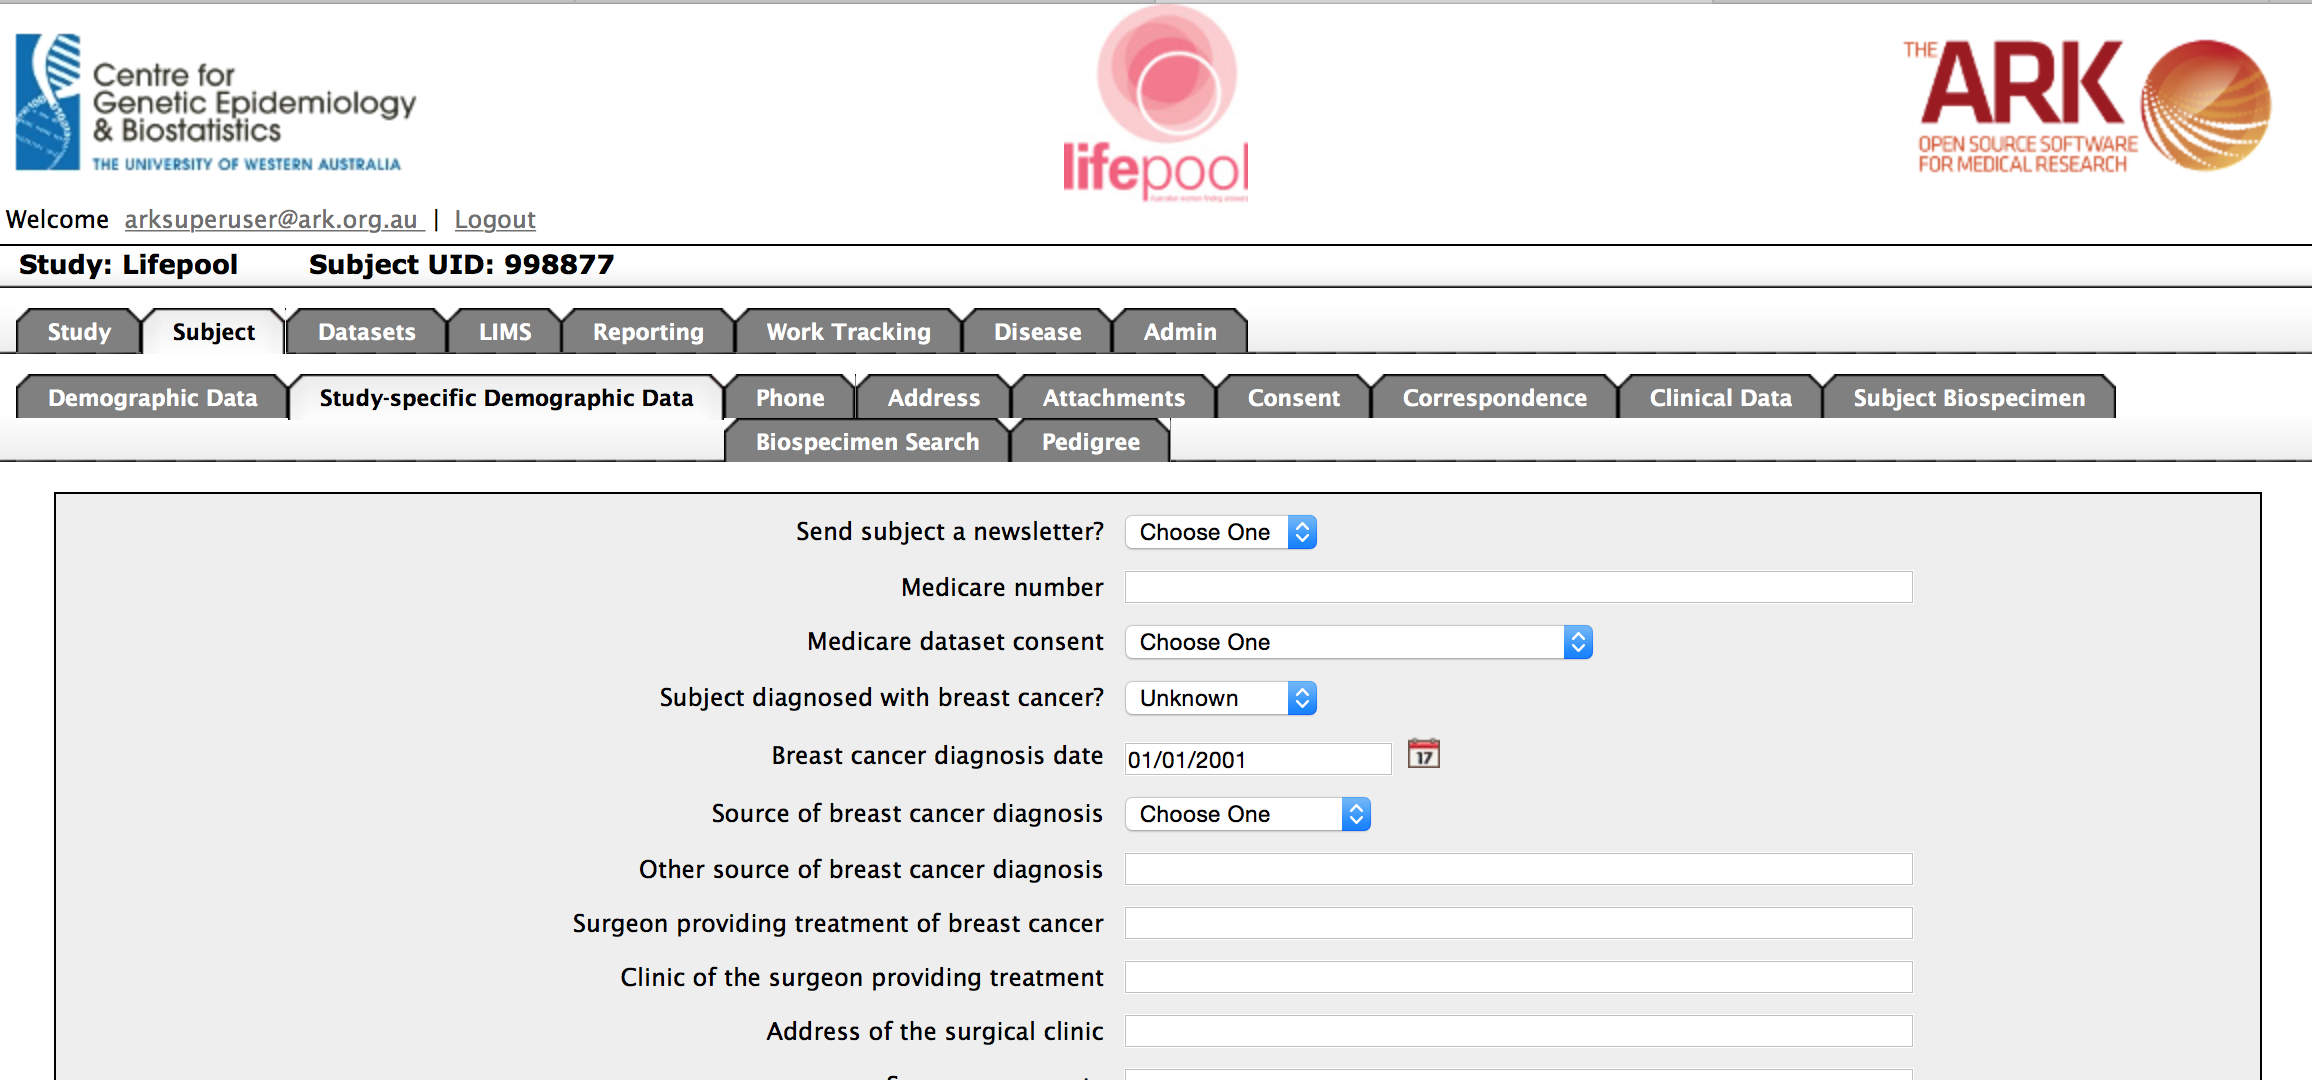 Centre for
Genetic Epidemiology
& Biostatistics
THE UNIVERSITY OF WESTERN AUSTRALIA
lifepool
THE ARK
OPEN SOURCE SOFTWARE
FOR MEDICAL RESEARCH
Welcome arksuperuser@ark.org.au | Logout
Study: Lifepool Subject UID: 998877
Study Subject Datasets LIMS Reporting Work Tracking Disease Admin
Demographic Data Study-specific Demographic Data Phone Address Attachments Consent Correspondence Clinical Data Subject Biospecimen
Biospecimen Search Pedigree
Send subject a newsletter? Choose One
Medicare number
Medicare dataset consent Choose One
Subject diagnosed with breast cancer? Unknown
Breast cancer diagnosis date 01/01/2001 17
Source of breast cancer diagnosis Choose One
Other source of breast cancer diagnosis
Surgeon providing treatment of breast cancer
Clinic of the surgeon providing treatment
Address of the surgical clinic